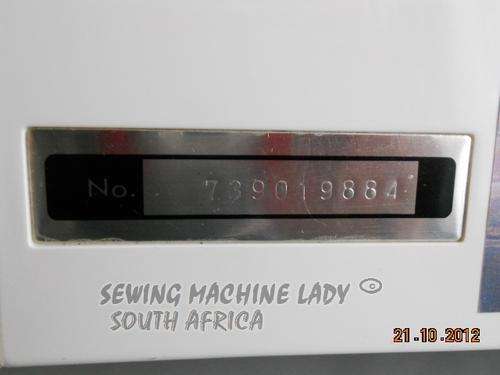 No. 739019884
SEWING MACHINE LADY ©
SOUTH AFRICA
21.10.2012